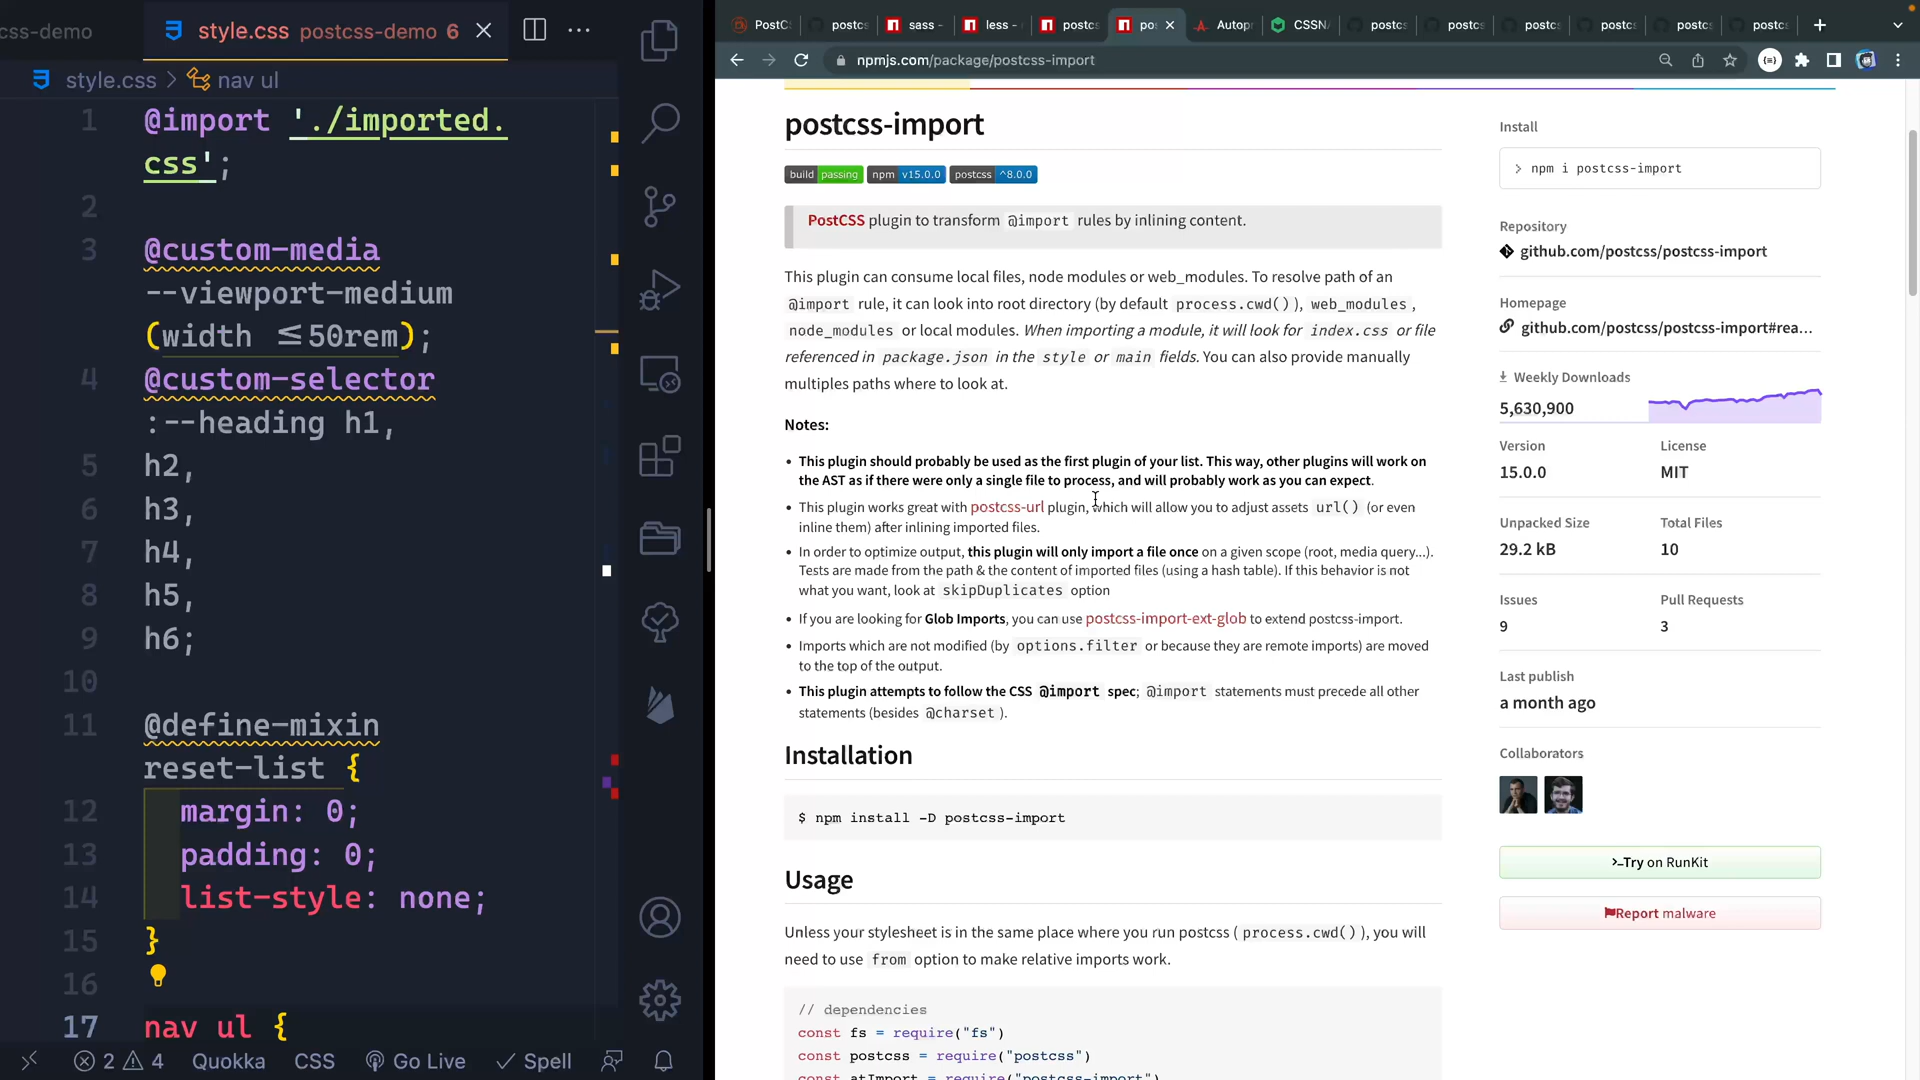 css-demo
style.css postcss-demo 6
style.css > nav ul
1 @import './imported.
css';
2
3 @custom-media
--viewport-medium
(width ≤50rem);
4 @custom-selector
:--heading h1,
5 h2,
6 h3,
7 h4,
8 h5,
9 h6;
10
11 @define-mixin
reset-list {
12 margin: 0;
13 padding: 0;
14 list-style: none;
15 }
16
17 nav ul {
2 4 Quokka CSS Go Live Spell
PostC postcs sass - less - postcs po Autop CSSN postcs postcs postcs postcs postcs postcs
npmjs.com/package/postcss-import
postcss-import
build passing npm v15.0.0 postcss ^8.0.0
PostCSS plugin to transform @import rules by inlining content.
This plugin can consume local files, node modules or web_modules. To resolve path of an
@import rule, it can look into root directory (by default process.cwd()), web_modules,
node_modules or local modules. When importing a module, it will look for index.css or file
referenced in package.json in the style or main fields. You can also provide manually
multiples paths where to look at.
Notes:
• This plugin should probably be used as the first plugin of your list. This way, other plugins will work on
the AST as if there were only a single file to process, and will probably work as you can expect.
• This plugin works great with postcss-url plugin, which will allow you to adjust assets url() (or even
inline them) after inlining imported files.
• In order to optimize output, this plugin will only import a file once on a given scope (root, media query...).
Tests are made from the path & the content of imported files (using a hash table). If this behavior is not
what you want, look at skipDuplicates option
• If you are looking for Glob Imports, you can use postcss-import-ext-glob to extend postcss-import.
• Imports which are not modified (by options.filter or because they are remote imports) are moved
to the top of the output.
• This plugin attempts to follow the CSS @import spec; @import statements must precede all other
statements (besides @charset).
Installation
$ npm install -D postcss-import
Usage
Unless your stylesheet is in the same place where you run postcss (process.cwd()), you will
need to use from option to make relative imports work.
// dependencies
const fs = require("fs")
const postcss = require("postcss")
const atImport = require("postcss-import")
Install
> npm i postcss-import
Repository
github.com/postcss/postcss-import
Homepage
github.com/postcss/postcss-import#rea...
Weekly Downloads
5,630,900
Version License
15.0.0 MIT
Unpacked Size Total Files
29.2 kB 10
Issues Pull Requests
9 3
Last publish
a month ago
Collaborators
>_Try on RunKit
Report malware